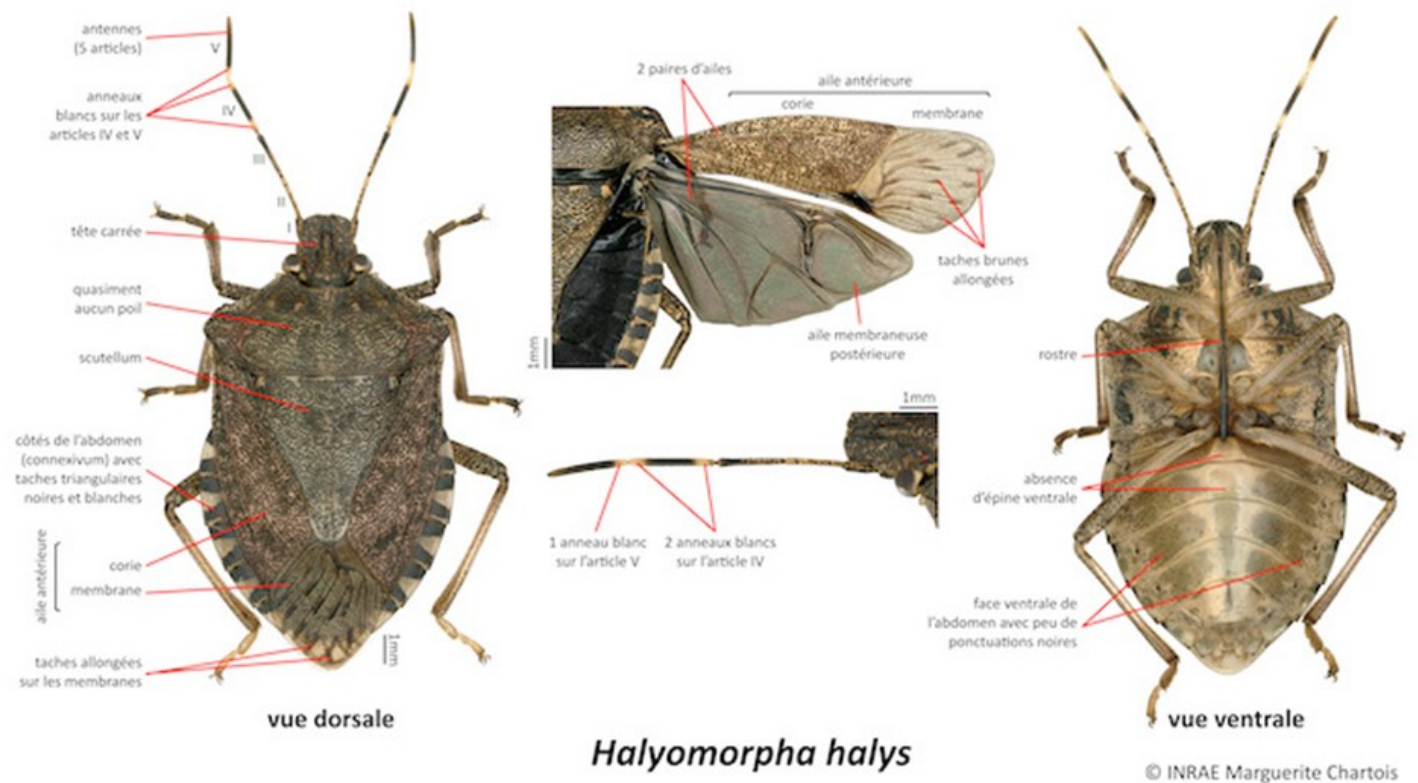 antennes
(5 articles)
V
anneaux
blancs sur les
articles IV et V
IV
III
II
I
tête carrée
quasiment
aucun poil
scutellum
côtés de l'abdomen
(connexivum) avec
taches triangulaires
noires et blanches
corie
membrane
aile antérieure
taches allongées
sur les membranes
1mm
vue dorsale
2 paires d'ailes
aile antérieure
corie
membrane
taches brunes
allongées
aile membraneuse
postérieure
1mm
1mm
1 anneau blanc
sur l'article V
2 anneaux blancs
sur l'article IV
rostre
absence
d'épine ventrale
face ventrale de
l'abdomen avec peu de
ponctuations noires
vue ventrale
Halyomorpha halys
© INRAE Marguerite Chartois